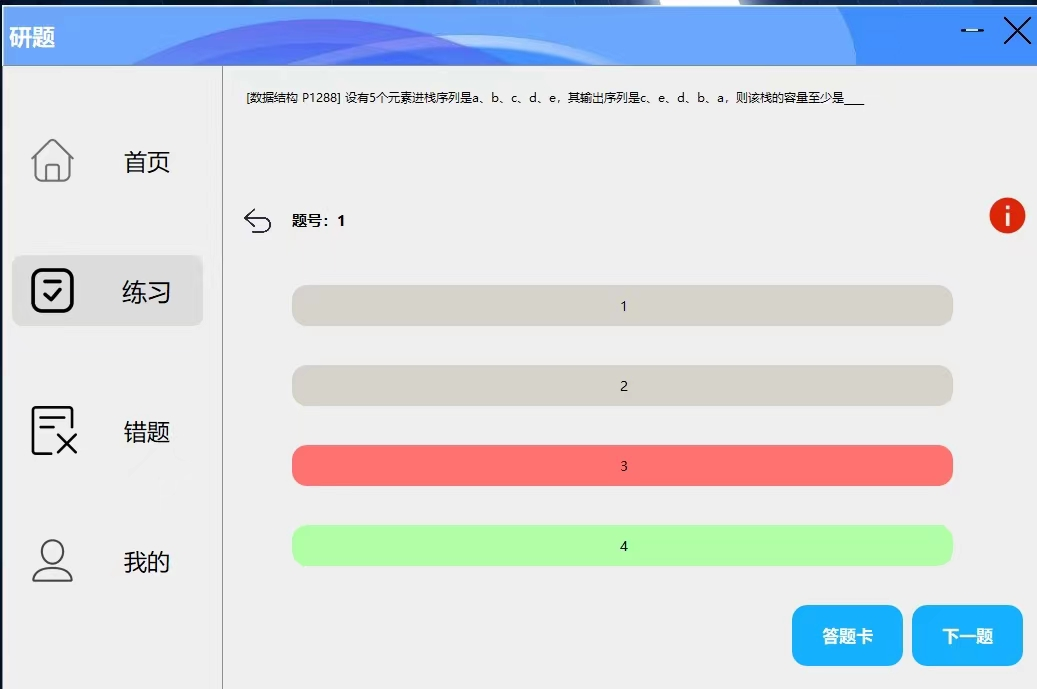 研题
[数据结构 P1288] 设有5个元素进栈序列是a、b、c、d、e，其输出序列是c、e、d、b、a，则该栈的容量至少是___
首页
题号：1
1
练习
2
错题
3
4
我的
答题卡
下一题